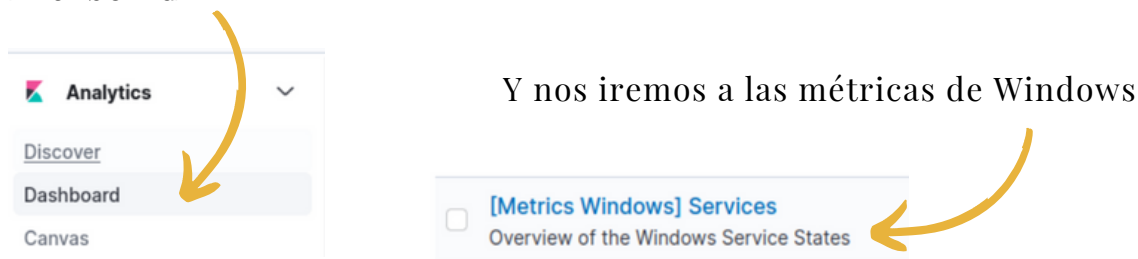 Analytics
Discover
Dashboard
Canvas
Y nos iremos a las métricas de Windows
[Metrics Windows] Services
Overview of the Windows Service States